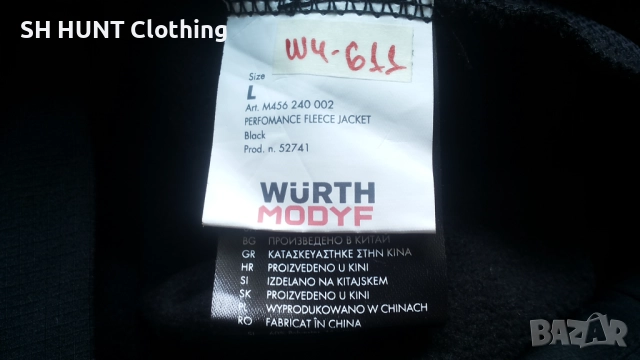 SH HUNT Clothing
WY-611
Size
L
Art. M456 240 002
PERFOMANCE FLEECE JACKET
Black
Prod. n. 52741
WÜRTH
MODYF
BG ПРОИЗВЕДЕНО В КИТАЙ
GR ΚΑΤΑΣΚΕΥΑΣΤΗΚΕ ΣΤΗΝ ΚΙΝΑ
HR PROIZVEDENO U KINI
SI IZDELANO NA KITAJSKEM
SK PROIZVEDENO U KINI
PL WYPRODUKOWANO W CHINACH
RO FABRICAT ÎN CHINA
BAZAR